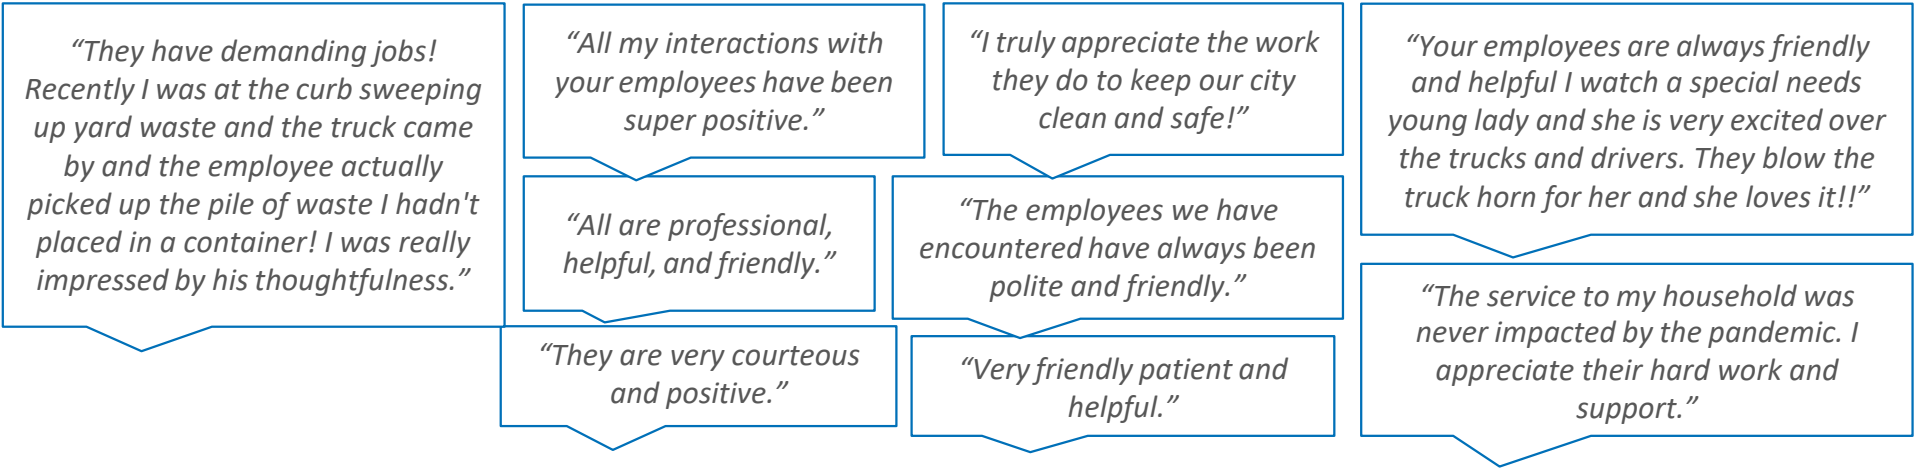 “They have demanding jobs!
Recently I was at the curb sweeping
up yard waste and the truck came
by and the employee actually
picked up the pile of waste I hadn't
placed in a container! I was really
impressed by his thoughtfulness.”
“All my interactions with
your employees have been
super positive.”
“I truly appreciate the work
they do to keep our city
clean and safe!”
“Your employees are always friendly
and helpful I watch a special needs
young lady and she is very excited over
the trucks and drivers. They blow the
truck horn for her and she loves it!!”
“All are professional,
helpful, and friendly.”
“The employees we have
encountered have always been
polite and friendly.”
“The service to my household was
never impacted by the pandemic. I
appreciate their hard work and
support.”
“They are very courteous
and positive.”
“Very friendly patient and
helpful.”